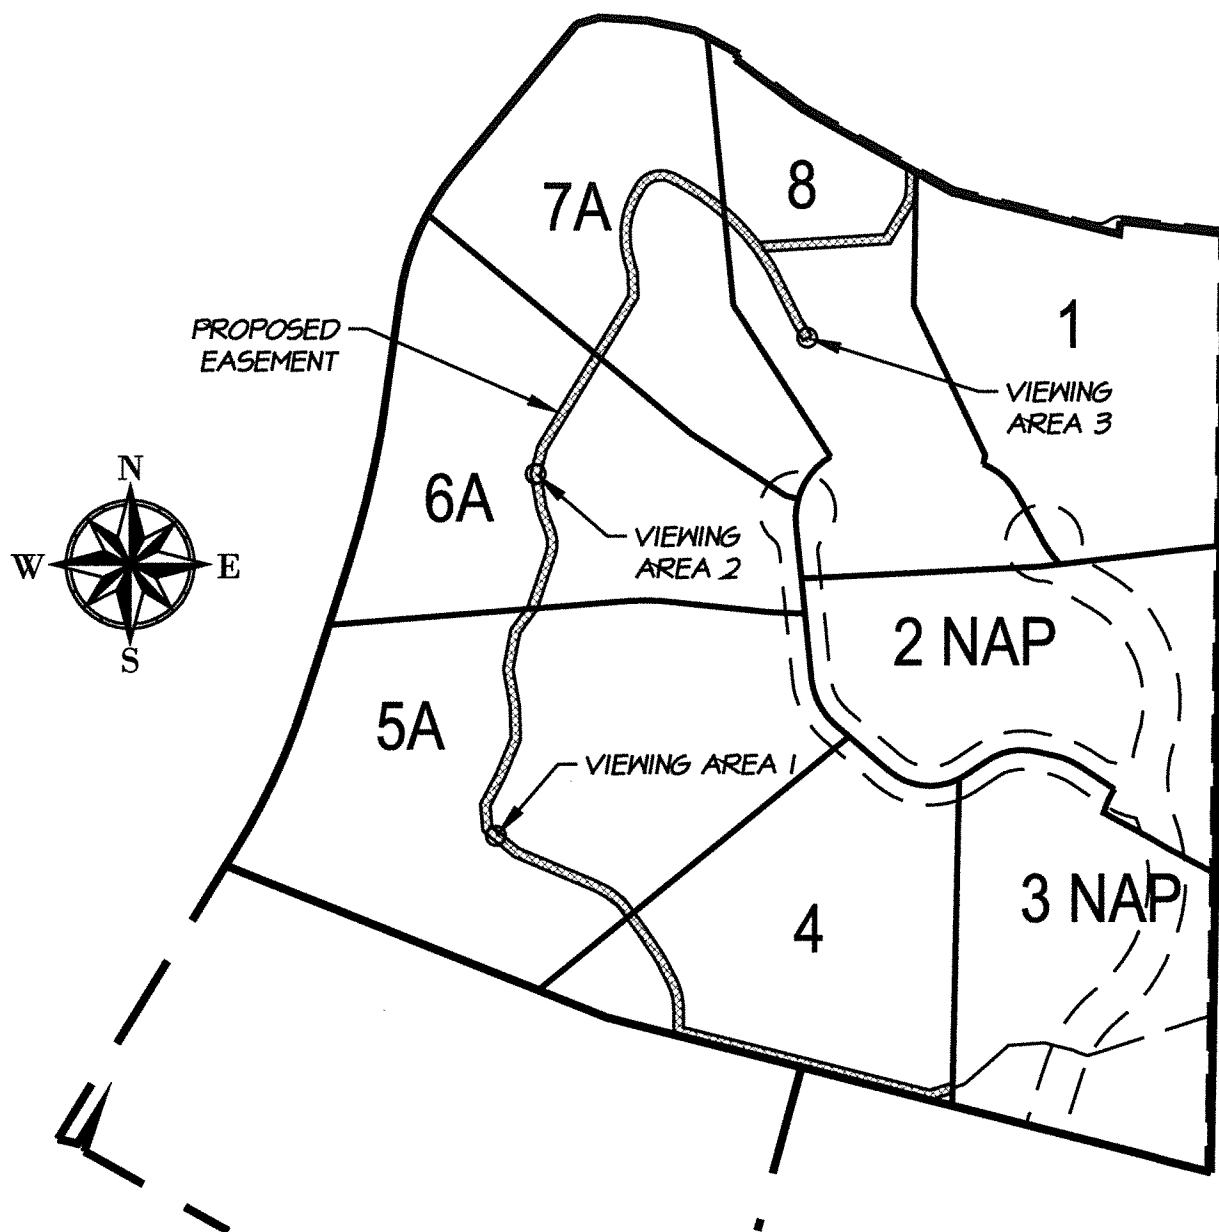 8
7A
1
PROPOSED
EASEMENT
VIEWING
AREA 3
N
W E
S
6A
VIEWING
AREA 2
2 NAP
5A
VIEWING AREA 1
3 NAP
4